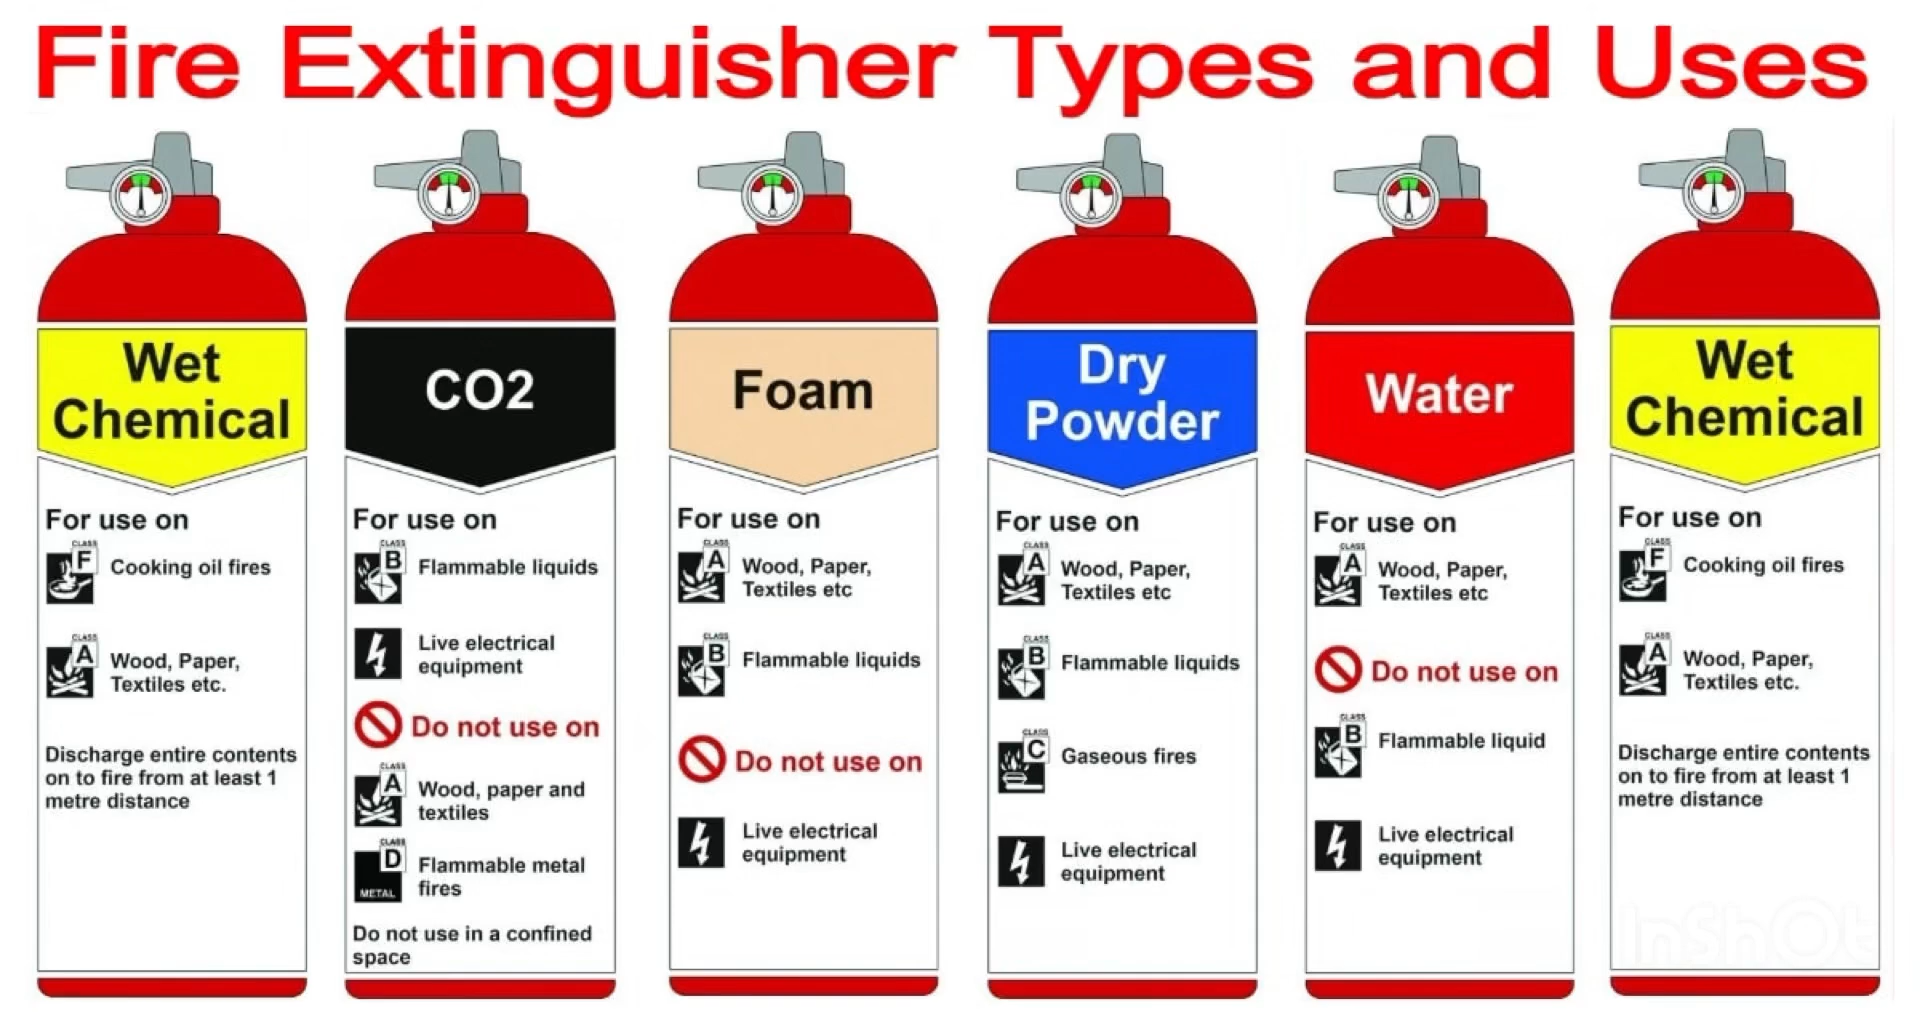 Fire Extinguisher Types and Uses
Wet
Chemical
For use on
CLASS
F
Cooking oil fires
CLASS
A
Wood, Paper,
Textiles etc.
Discharge entire contents
on to fire from at least 1
metre distance
CO2
For use on
CLASS
B
Flammable liquids
Live electrical
equipment
Do not use on
CLASS
A
Wood, paper and
textiles
CLASS
D
METAL
Flammable metal
fires
Do not use in a confined
space
Foam
For use on
CLASS
A
Wood, Paper,
Textiles etc
CLASS
B
Flammable liquids
Do not use on
Live electrical
equipment
Dry
Powder
For use on
CLASS
A
Wood, Paper,
Textiles etc
CLASS
B
Flammable liquids
CLASS
C
Gaseous fires
Live electrical
equipment
Water
For use on
CLASS
A
Wood, Paper,
Textiles etc
Do not use on
CLASS
B
Flammable liquid
Live electrical
equipment
Wet
Chemical
For use on
CLASS
F
Cooking oil fires
CLASS
A
Wood, Paper,
Textiles etc.
Discharge entire contents
on to fire from at least 1
metre distance
InShOt